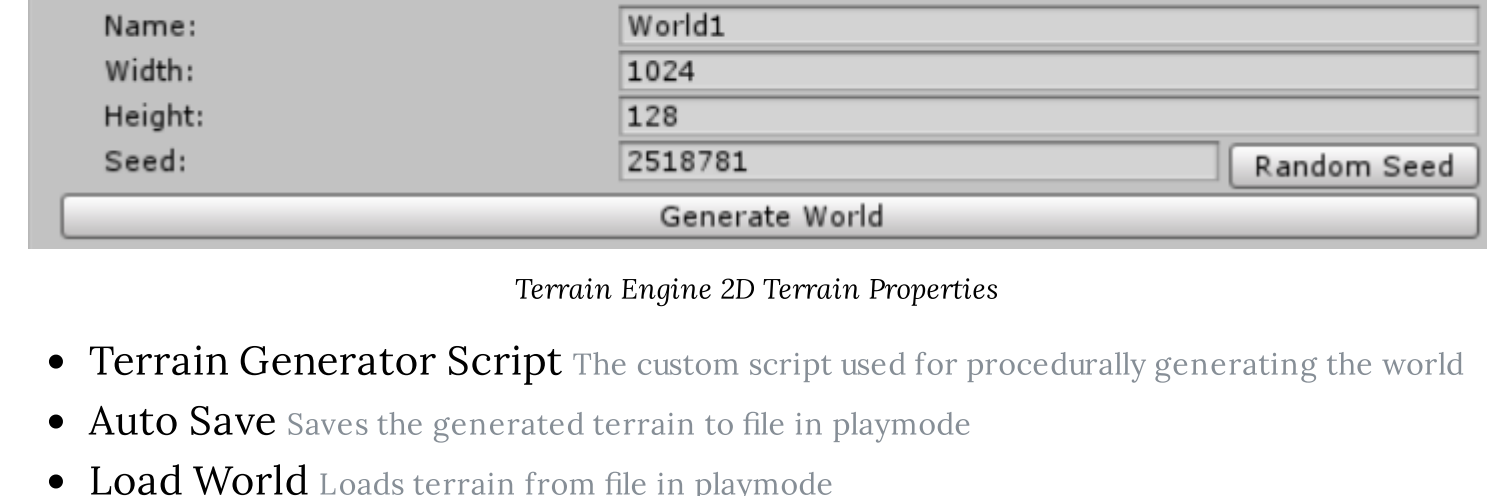 Name: World1
Width: 1024
Height: 128
Seed: 2518781 Random Seed
Generate World
Terrain Engine 2D Terrain Properties
• Terrain Generator Script The custom script used for procedurally generating the world
• Auto Save Saves the generated terrain to file in playmode
• Load World Loads terrain from file in playmode